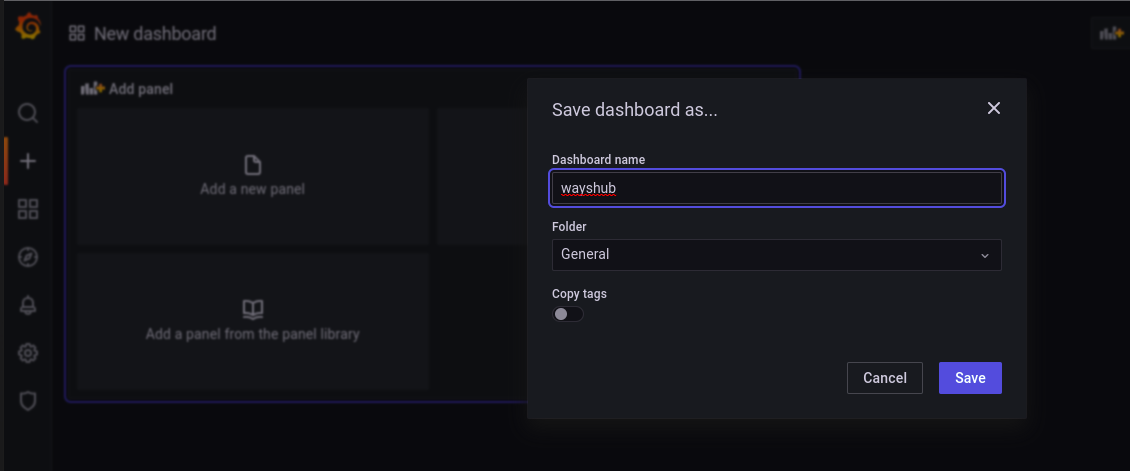 New dashboard
Add panel
Add a new panel
Add a panel from the panel library
Save dashboard as...
Dashboard name
wayshub
Folder
General
Copy tags
Cancel
Save